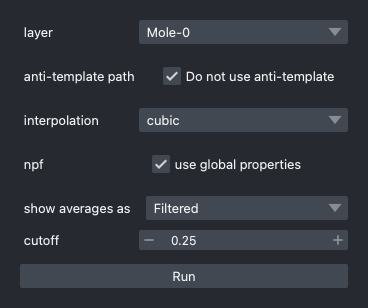 layer Mole-0
anti-template path Do not use anti-template
interpolation cubic
npf use global properties
show averages as Filtered
cutoff − 0.25 +
Run